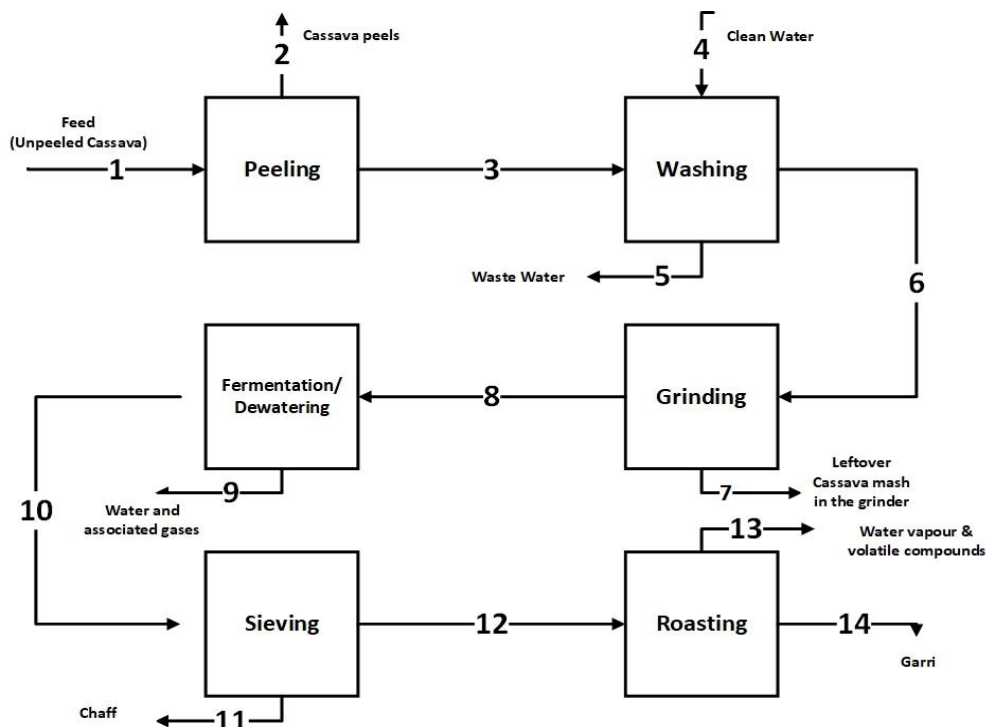 Cassava peels
2
Clean Water
4
Feed
(Unpeeled Cassava)
1
Peeling
3
Washing
Waste Water
5
6
Fermentation/
Dewatering
8
Grinding
Leftover
Cassava mash
in the grinder
7
9
Water and
associated gases
10
13
Water vapour &
volatile compounds
Sieving
12
Roasting
14
Garri
Chaff
11